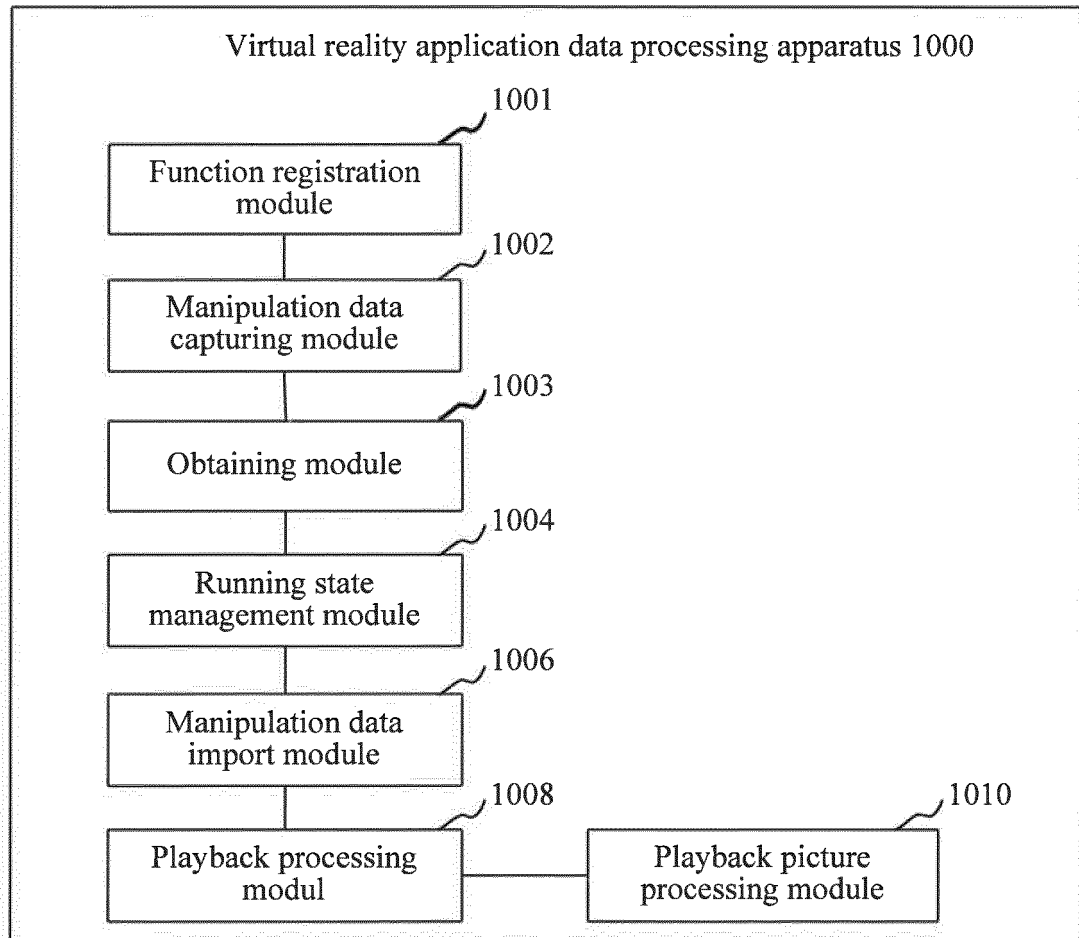 Virtual reality application data processing apparatus 1000
1001
Function registration
module
1002
Manipulation data
capturing module
1003
Obtaining module
1004
Running state
management module
1006
Manipulation data
import module
1008
Playback processing
modul
1010
Playback picture
processing module